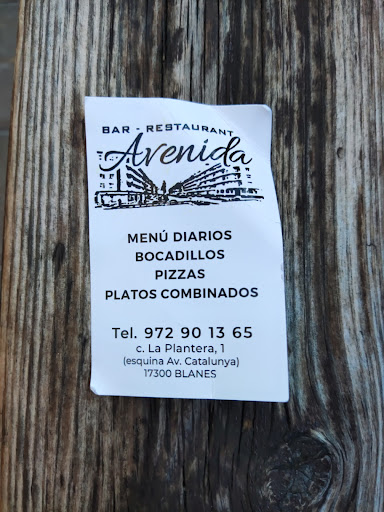 BAR - RESTAURANT
Avenida
MENÚ DIARIOS
BOCADILLOS
PIZZAS
PLATOS COMBINADOS
Tel. 972 90 13 65
c. La Plantera, 1
(esquina Av. Catalunya)
17300 BLANES